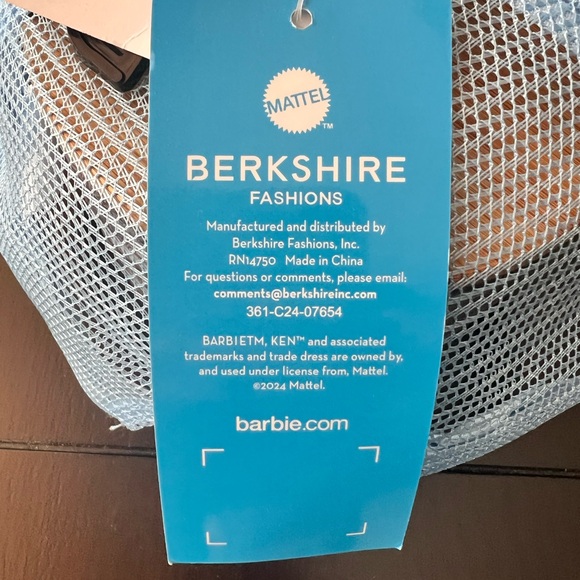 MATTEL
TM
BERKSHIRE
FASHIONS
Manufactured and distributed by
Berkshire Fashions, Inc.
RN14750 Made in China
For questions or comments, please email:
comments@berkshireinc.com
361-C24-07654
BARBIETM, KEN™ and associated
trademarks and trade dress are owned by,
and used under license from, Mattel.
©2024 Mattel.
barbie.com